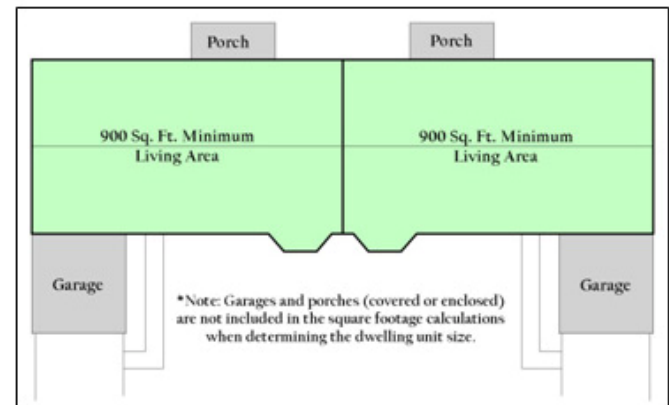 Porch
Porch
900 Sq. Ft. Minimum
Living Area
900 Sq. Ft. Minimum
Living Area
Garage
Garage
*Note: Garages and porches (covered or enclosed)
are not included in the square footage calculations
when determining the dwelling unit size.